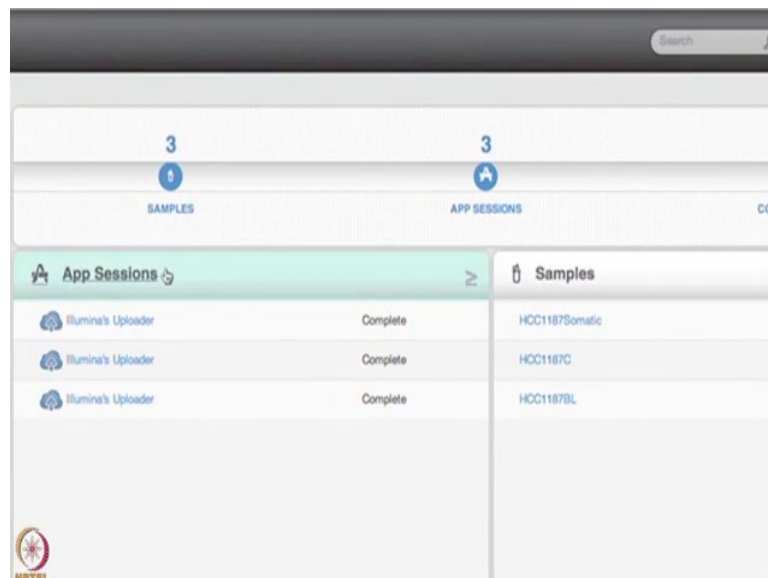 Search
3 3
SAMPLES APP SESSIONS
App Sessions ≥
Illumina's Uploader Complete
Illumina's Uploader Complete
Illumina's Uploader Complete
Samples
HCC1187Somatic
HCC1187C
HCC1187BL
NPTEL